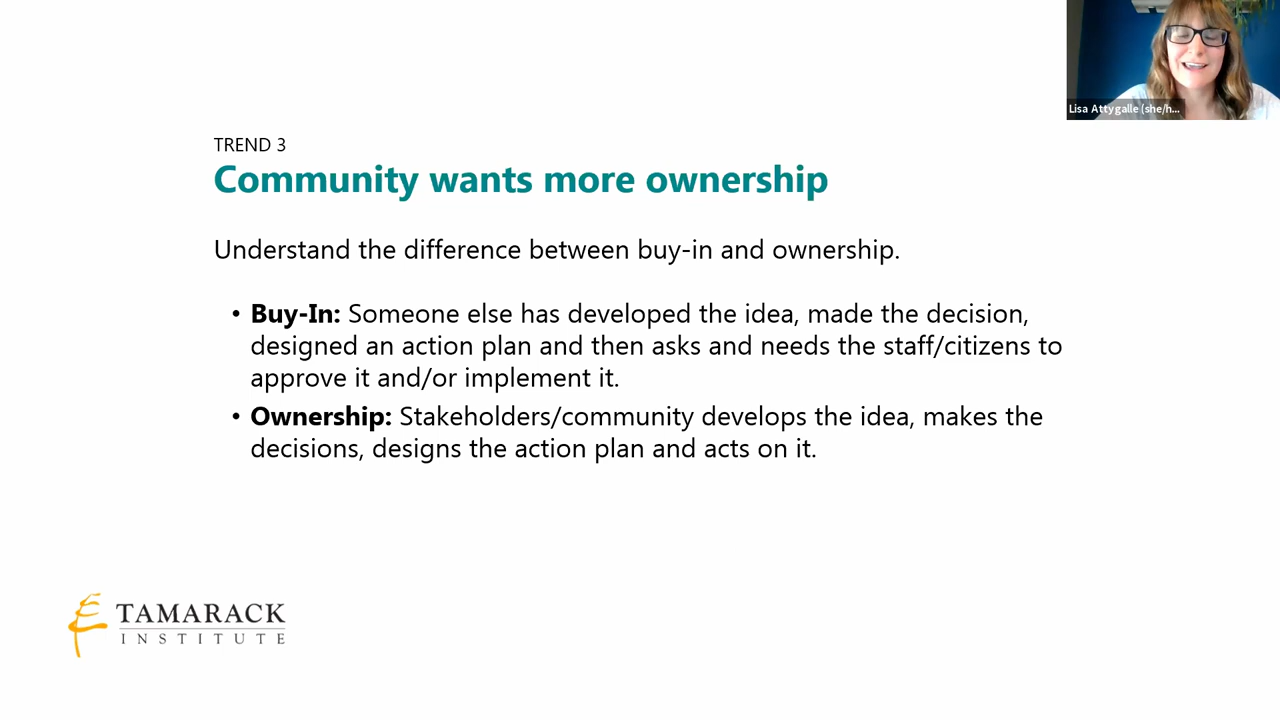 Lisa Attygalle (she/h...
TREND 3
Community wants more ownership
Understand the difference between buy-in and ownership.
• Buy-In: Someone else has developed the idea, made the decision,
designed an action plan and then asks and needs the staff/citizens to
approve it and/or implement it.
• Ownership: Stakeholders/community develops the idea, makes the
decisions, designs the action plan and acts on it.
TAMARACK
INSTITUTE